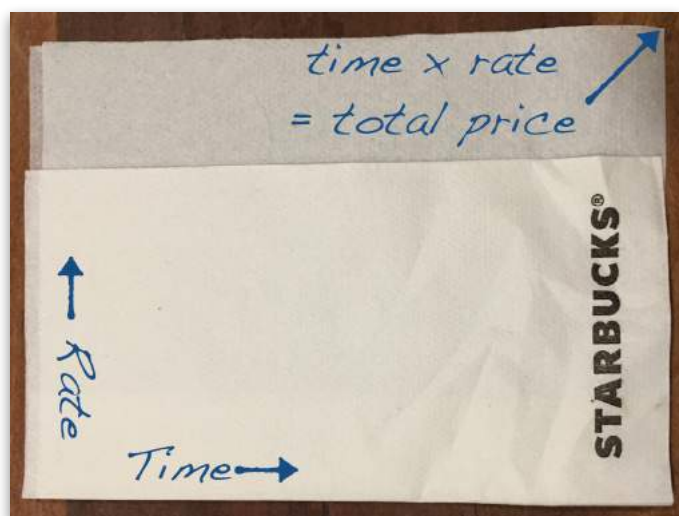 time x rate
= total price
STARBUCKS®
Rate
Time